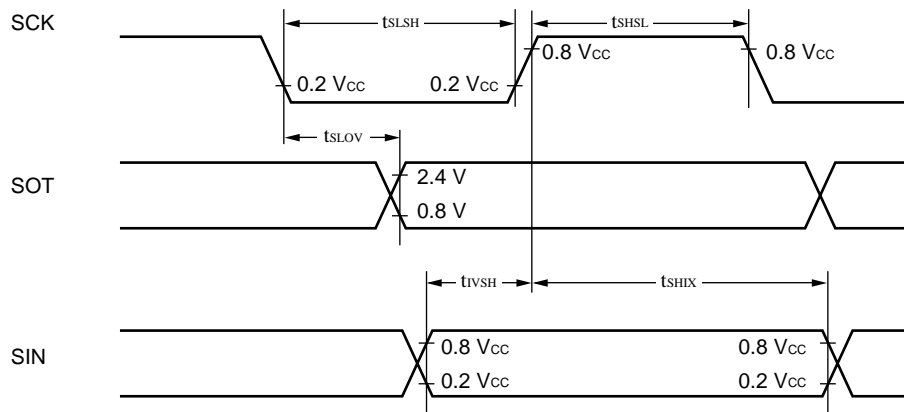 SCK
tSLSH
tSHSL
0.8 VCC
0.8 VCC
0.2 VCC
0.2 VCC
tSLOV
SOT
2.4 V
0.8 V
tIVSH
tSHIX
SIN
0.8 VCC
0.8 VCC
0.2 VCC
0.2 VCC